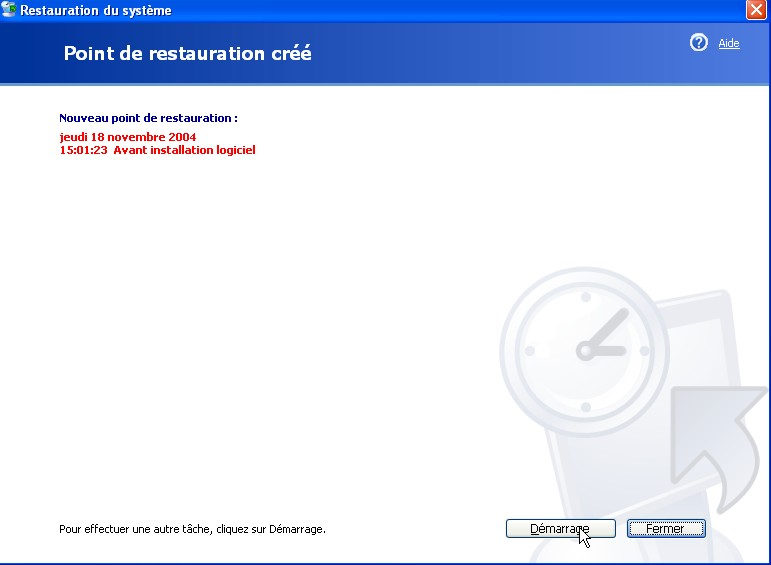 Restauration du système
Point de restauration créé
Aide
Nouveau point de restauration :
jeudi 18 novembre 2004
15:01:23 Avant installation logiciel
Pour effectuer une autre tâche, cliquez sur Démarrage.
Démarrage
Fermer